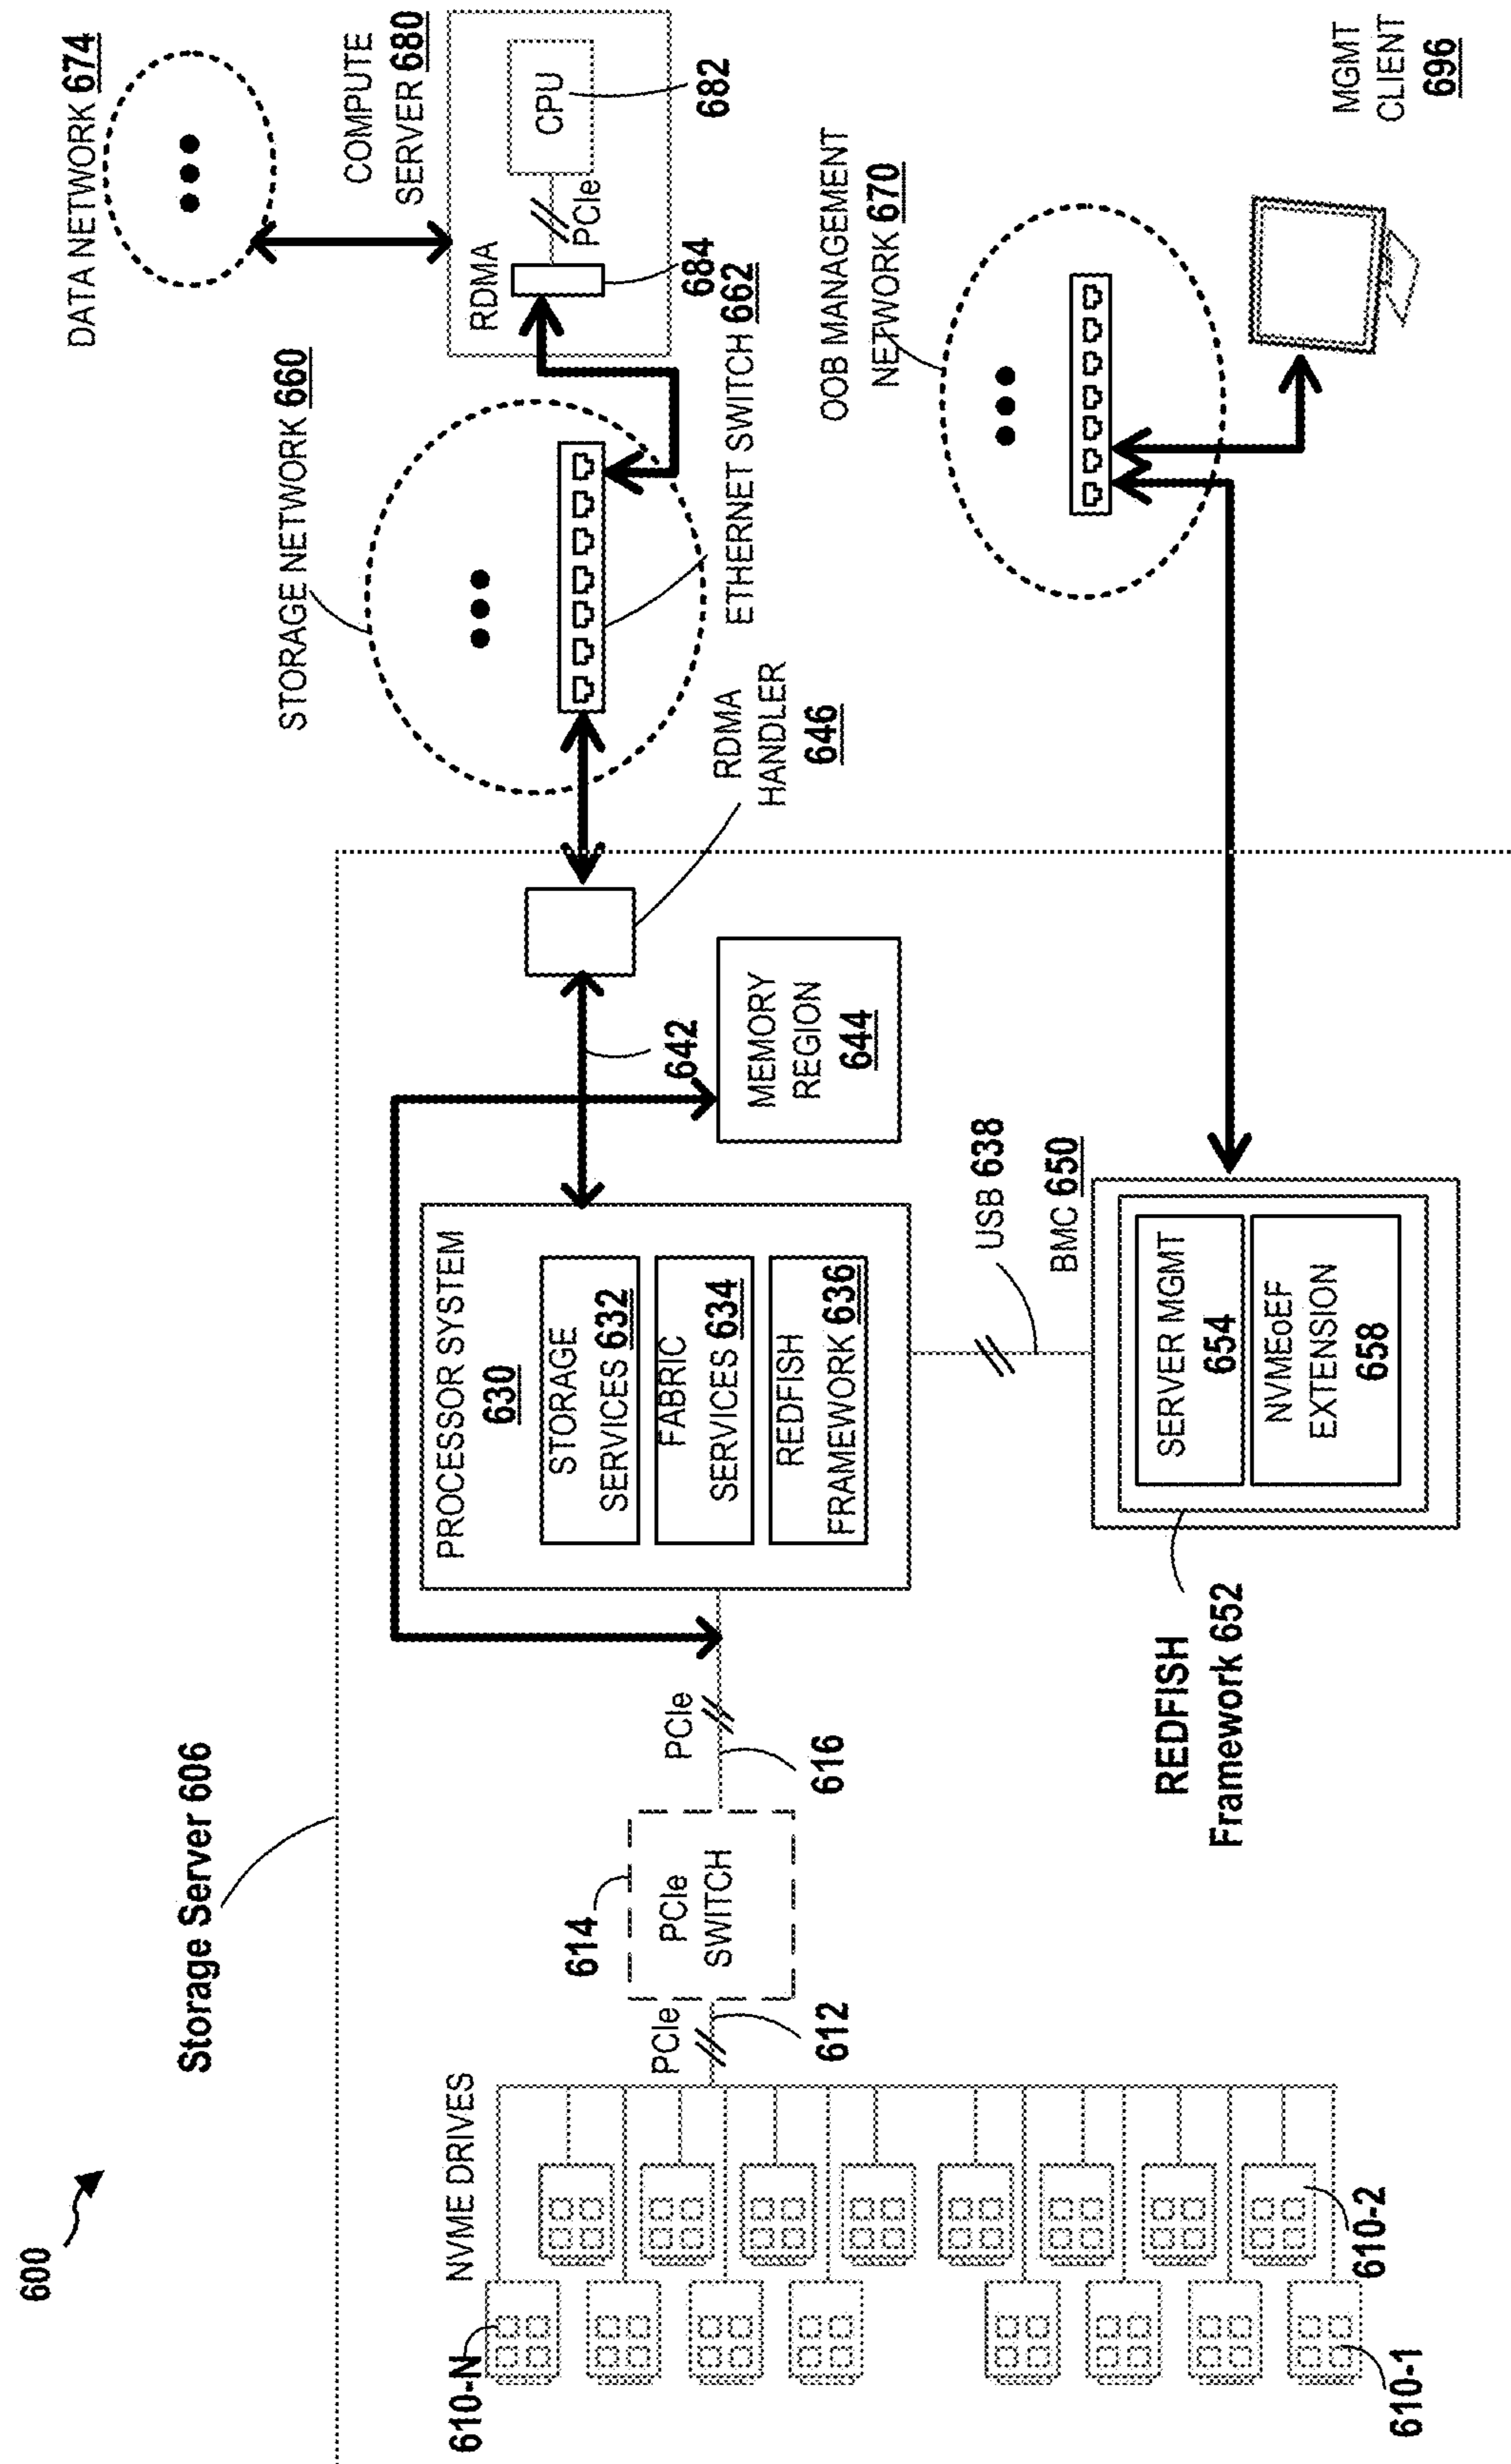 600
Storage Server 606
NVME DRIVES
610-N
610-1
610-2
PCIe
612
614
PCIe
SWITCH
PCIe
616
PROCESSOR SYSTEM
630
STORAGE
SERVICES 632
FABRIC
SERVICES 634
REDFISH
FRAMEWORK 636
642
MEMORY
REGION
644
RDMA
HANDLER
646
USB 638
BMC 650
SERVER MGMT
654
NVMEoEF
EXTENSION
658
REDFISH
Framework 652
STORAGE NETWORK 660
ETHERNET SWITCH 662
DATA NETWORK 674
COMPUTE
SERVER 680
RDMA
CPU
PCIe
682
684
OOB MANAGEMENT
NETWORK 670
MGMT
CLIENT
696